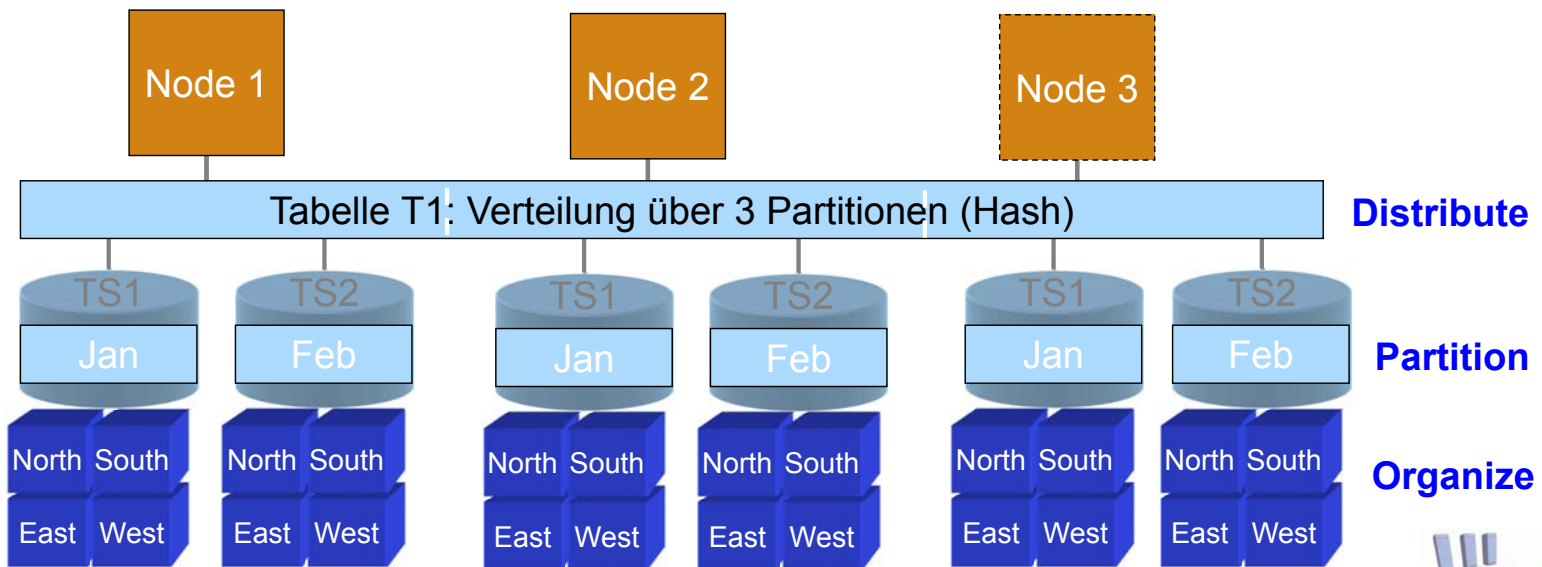 Node 1
Node 2
Node 3
Tabelle T1: Verteilung über 3 Partitionen (Hash)
Distribute
TS1
TS2
TS1
TS2
TS1
TS2
Jan
Feb
Jan
Feb
Jan
Feb
Partition
North South
North South
North South
North South
North South
North South
Organize
East West
East West
East West
East West
East West
East West